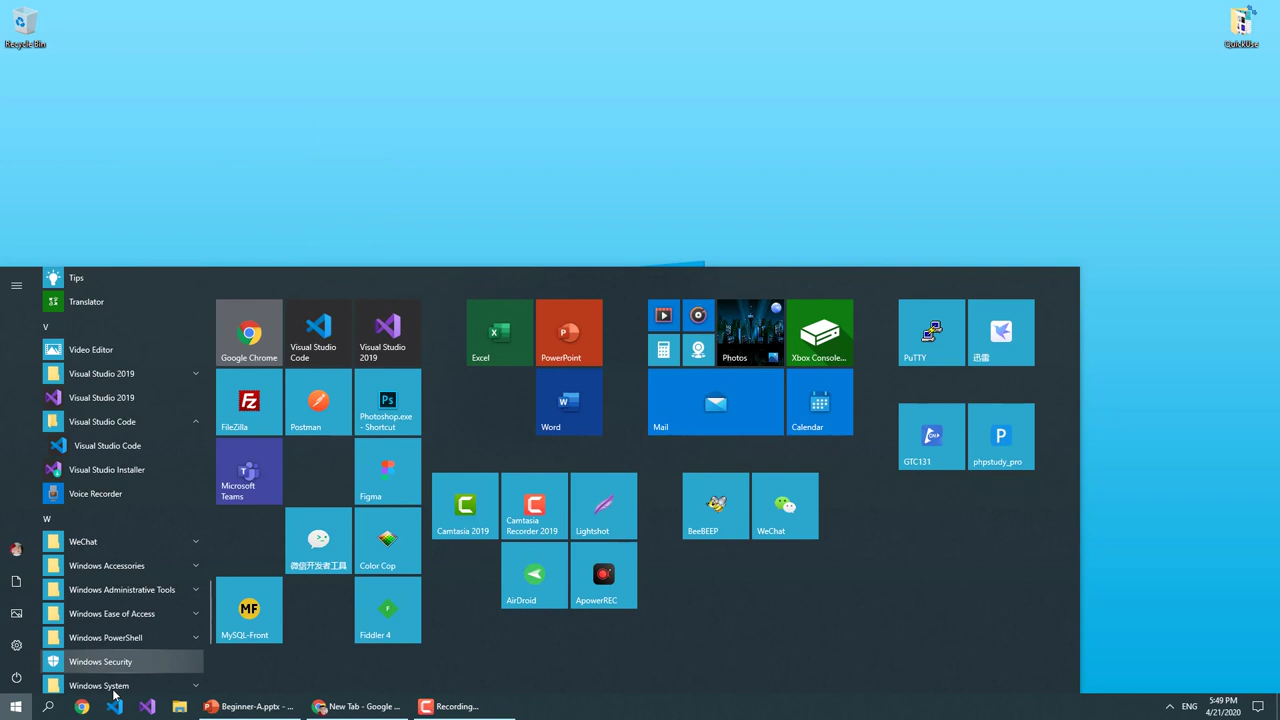 Recycle Bin
QuickUse
Tips
Translator
V
Video Editor
Visual Studio 2019
Visual Studio 2019
Visual Studio Code
Visual Studio Code
Visual Studio Installer
Voice Recorder
W
WeChat
Windows Accessories
Windows Administrative Tools
Windows Ease of Access
Windows PowerShell
Windows Security
Windows System
Google Chrome
Visual Studio
Code
Visual Studio
2019
FileZilla
Postman
Ps
Photoshop.exe
- Shortcut
Microsoft
Teams
Figma
微信开发者工具
Color Cop
MF
MySQL-Front
F
Fiddler 4
Excel
PowerPoint
Word
Camtasia 2019
Camtasia
Recorder 2019
Lightshot
AirDroid
ApowerREC
Photos
Xbox Console...
Mail
Calendar
BeeBEEP
WeChat
PuTTY
迅雷
GTC131
P
phpstudy_pro
Beginner-A.pptx - ...
New Tab - Google ...
Recording...
ENG
5:49 PM
4/21/2020